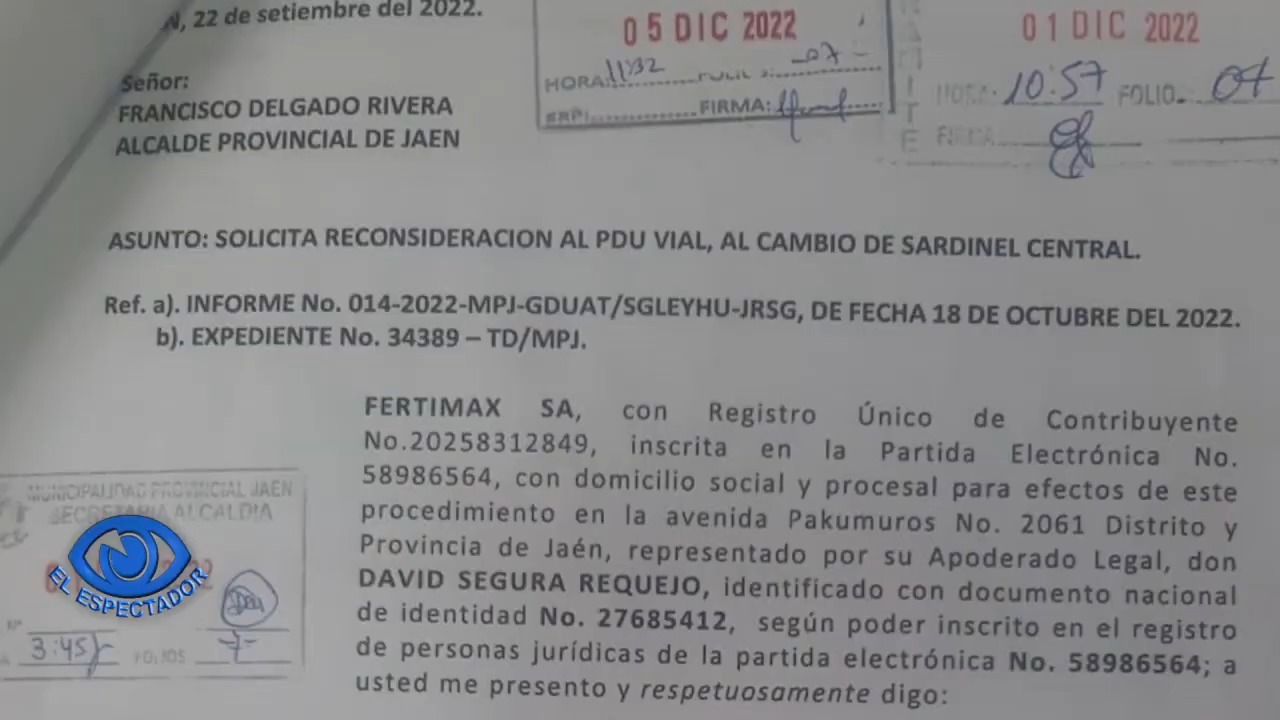 , 22 de setiembre del 2022.
05 DIC 2022
HORA: 11:32
FIRMA:
01 DIC 2022
HORA. 10:57 FOLIO. 04
FIRMA
Señor:
FRANCISCO DELGADO RIVERA
ALCALDE PROVINCIAL DE JAEN
ASUNTO: SOLICITA RECONSIDERACION AL PDU VIAL, AL CAMBIO DE SARDINEL CENTRAL.
Ref. a). INFORME No. 014-2022-MPJ-GDUAT/SGLEYHU-JRSG, DE FECHA 18 DE OCTUBRE DEL 2022.
b). EXPEDIENTE No. 34389 – TD/MPJ.
FERTIMAX SA, con Registro Único de Contribuyente
No.20258312849, inscrita en la Partida Electrónica No.
58986564, con domicilio social y procesal para efectos de este
procedimiento en la avenida Pakumuros No. 2061 Distrito y
Provincia de Jaén, representado por su Apoderado Legal, don
DAVID SEGURA REQUEJO, identificado con documento nacional
de identidad No. 27685412, según poder inscrito en el registro
de personas jurídicas de la partida electrónica No. 58986564; a
usted me presento y respetuosamente digo:
MUNICIPALIDAD PROVINCIAL JAEN
SECRETARIA ALCALDIA
EL ESPECTADOR
3:45 FOLIOS 7